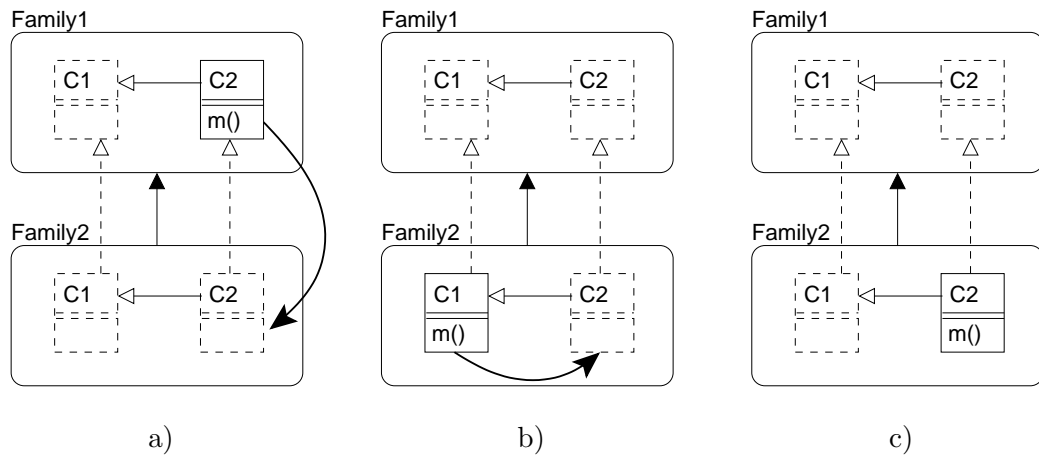 Family1 Family1 Family1
C1 C2 C1 C2 C1 C2
m()
Family2 Family2 Family2
C1 C2 C1 C2 C1 C2
m() m()
a) b) c)